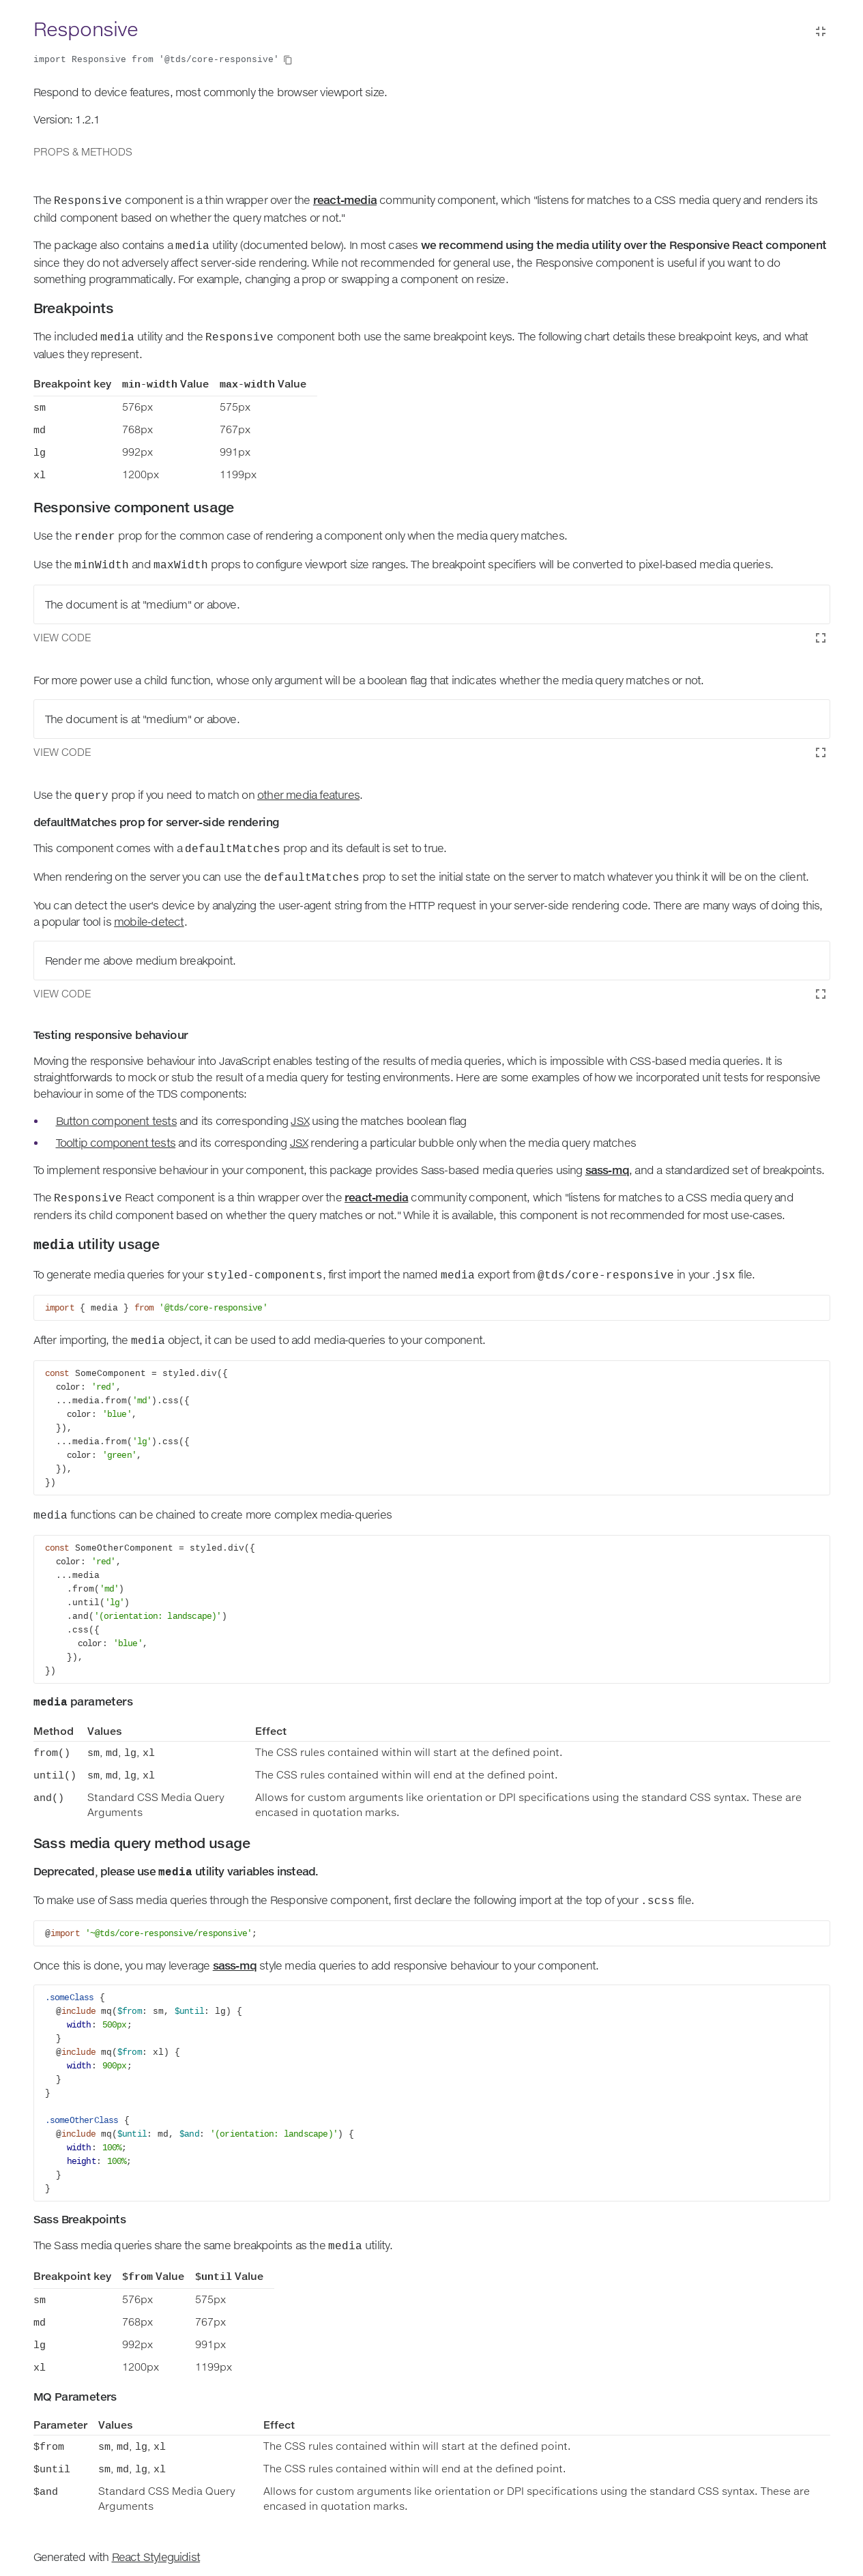 Responsive
import Responsive from '@tds/core-responsive'
Respond to device features, most commonly the browser viewport size.
Version: 1.2.1
PROPS & METHODS
The Responsive component is a thin wrapper over the react-media community component, which "listens for matches to a CSS media query and renders its
child component based on whether the query matches or not."
The package also contains a media utility (documented below). In most cases we recommend using the media utility over the Responsive React component
since they do not adversely affect server-side rendering. While not recommended for general use, the Responsive component is useful if you want to do
something programmatically. For example, changing a prop or swapping a component on resize.
Breakpoints
The included media utility and the Responsive component both use the same breakpoint keys. The following chart details these breakpoint keys, and what
values they represent.
Breakpoint key min-width Value max-width Value
sm 576px 575px
md 768px 767px
lg 992px 991px
xl 1200px 1199px
Responsive component usage
Use the render prop for the common case of rendering a component only when the media query matches.
Use the minWidth and maxWidth props to configure viewport size ranges. The breakpoint specifiers will be converted to pixel-based media queries.
The document is at "medium" or above.
VIEW CODE
For more power use a child function, whose only argument will be a boolean flag that indicates whether the media query matches or not.
The document is at "medium" or above.
VIEW CODE
Use the query prop if you need to match on other media features.
defaultMatches prop for server-side rendering
This component comes with a defaultMatches prop and its default is set to true.
When rendering on the server you can use the defaultMatches prop to set the initial state on the server to match whatever you think it will be on the client.
You can detect the user's device by analyzing the user-agent string from the HTTP request in your server-side rendering code. There are many ways of doing this,
a popular tool is mobile-detect.
Render me above medium breakpoint.
VIEW CODE
Testing responsive behaviour
Moving the responsive behaviour into JavaScript enables testing of the results of media queries, which is impossible with CSS-based media queries. It is
straightforwards to mock or stub the result of a media query for testing environments. Here are some examples of how we incorporated unit tests for responsive
behaviour in some of the TDS components:
• Button component tests and its corresponding JSX using the matches boolean flag
• Tooltip component tests and its corresponding JSX rendering a particular bubble only when the media query matches
To implement responsive behaviour in your component, this package provides Sass-based media queries using sass-mq, and a standardized set of breakpoints.
The Responsive React component is a thin wrapper over the react-media community component, which "listens for matches to a CSS media query and
renders its child component based on whether the query matches or not." While it is available, this component is not recommended for most use-cases.
media utility usage
To generate media queries for your styled-components, first import the named media export from @tds/core-responsive in your .jsx file.
import { media } from '@tds/core-responsive'
After importing, the media object, it can be used to add media-queries to your component.
const SomeComponent = styled.div({
color: 'red',
...media.from('md').css({
color: 'blue',
}),
...media.from('lg').css({
color: 'green',
}),
})
media functions can be chained to create more complex media-queries
const SomeOtherComponent = styled.div({
color: 'red',
...media
.from('md')
.until('lg')
.and('(orientation: landscape)')
.css({
color: 'blue',
}),
})
media parameters
Method Values Effect
from() sm, md, lg, xl The CSS rules contained within will start at the defined point.
until() sm, md, lg, xl The CSS rules contained within will end at the defined point.
and() Standard CSS Media Query Allows for custom arguments like orientation or DPI specifications using the standard CSS syntax. These are
Arguments encased in quotation marks.
Sass media query method usage
Deprecated, please use media utility variables instead.
To make use of Sass media queries through the Responsive component, first declare the following import at the top of your .scss file.
@import '~@tds/core-responsive/responsive';
Once this is done, you may leverage sass-mq style media queries to add responsive behaviour to your component.
.someClass {
@include mq($from: sm, $until: lg) {
width: 500px;
}
@include mq($from: xl) {
width: 900px;
}
}
.someOtherClass {
@include mq($until: md, $and: '(orientation: landscape)') {
width: 100%;
height: 100%;
}
}
Sass Breakpoints
The Sass media queries share the same breakpoints as the media utility.
Breakpoint key $from Value $until Value
sm 576px 575px
md 768px 767px
lg 992px 991px
xl 1200px 1199px
MQ Parameters
Parameter Values Effect
$from sm, md, lg, xl The CSS rules contained within will start at the defined point.
$until sm, md, lg, xl The CSS rules contained within will end at the defined point.
$and Standard CSS Media Query Allows for custom arguments like orientation or DPI specifications using the standard CSS syntax. These are
Arguments encased in quotation marks.
Generated with React Styleguidist